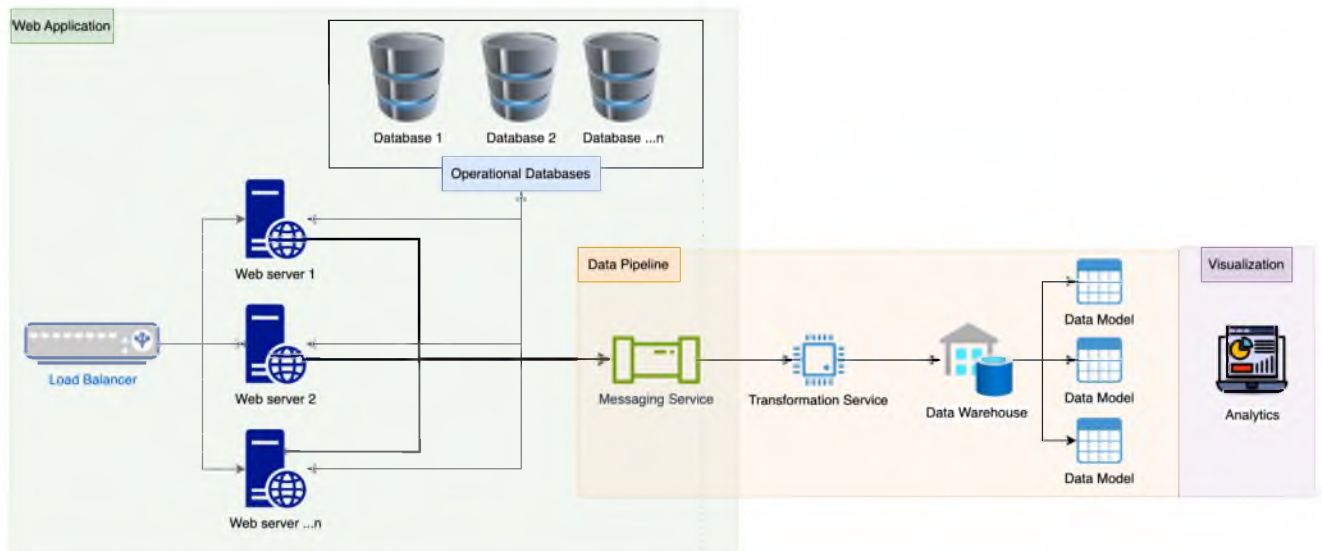 Web Application
Database 1
Database 2
Database ...n
Operational Databases
Web server 1
Data Pipeline
Visualization
Data Model
Load Balancer
Web server 2
Messaging Service
Transformation Service
Data Warehouse
Data Model
Analytics
Data Model
Web server ...n